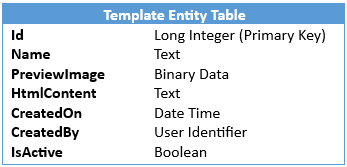 Template Entity Table
Id Long Integer (Primary Key)
Name Text
PreviewImage Binary Data
HtmlContent Text
CreatedOn Date Time
CreatedBy User Identifier
IsActive Boolean